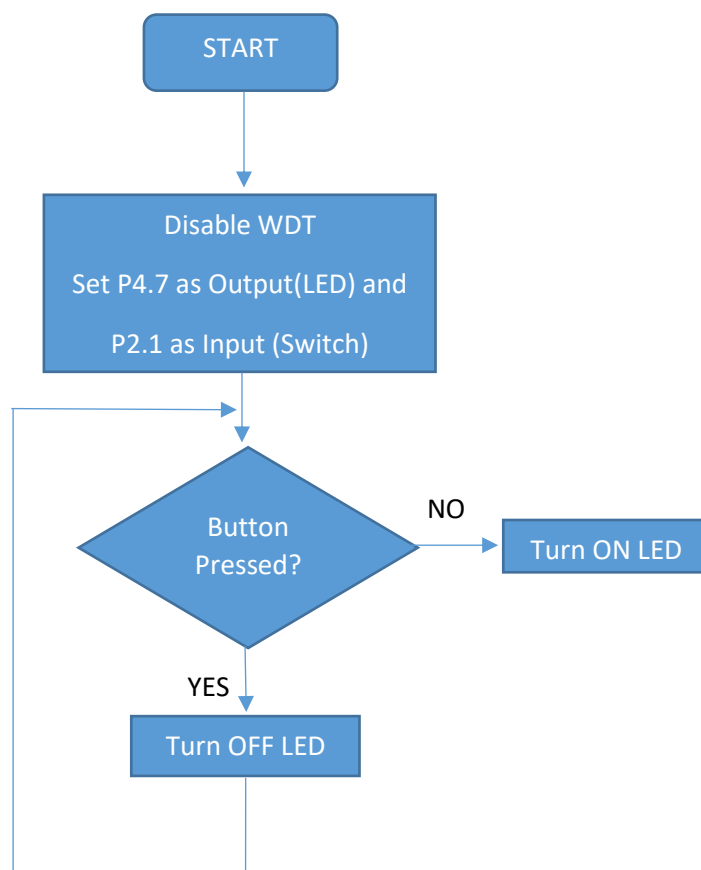 START
Disable WDT
Set P4.7 as Output(LED) and
P2.1 as Input (Switch)
Button
Pressed?
NO
Turn ON LED
YES
Turn OFF LED